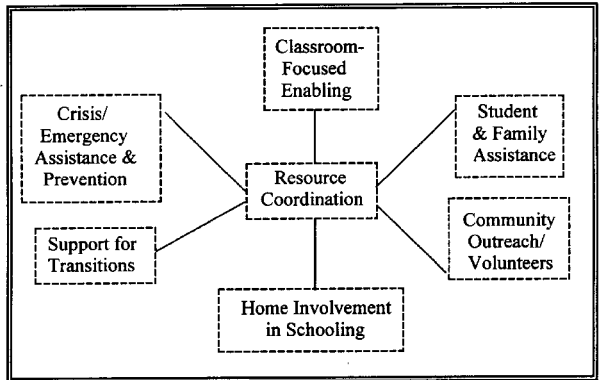 Classroom-
Focused
Enabling
Crisis/
Emergency
Assistance &
Prevention
Student
& Family
Assistance
Resource
Coordination
Support for
Transitions
Community
Outreach/
Volunteers
Home Involvement
in Schooling